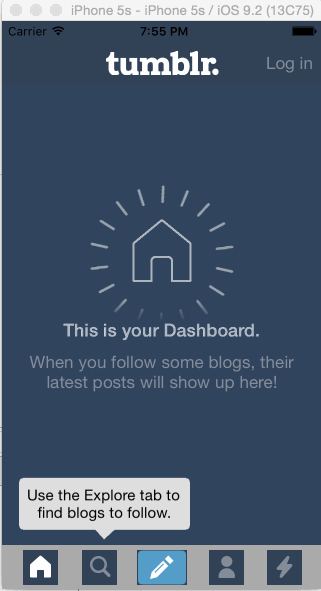 iPhone 5s - iPhone 5s / iOS 9.2 (13C75)
Carrier 7:55 PM
tumblr. Log in
This is your Dashboard.
When you follow some blogs, their
latest posts will show up here!
Use the Explore tab to
find blogs to follow.